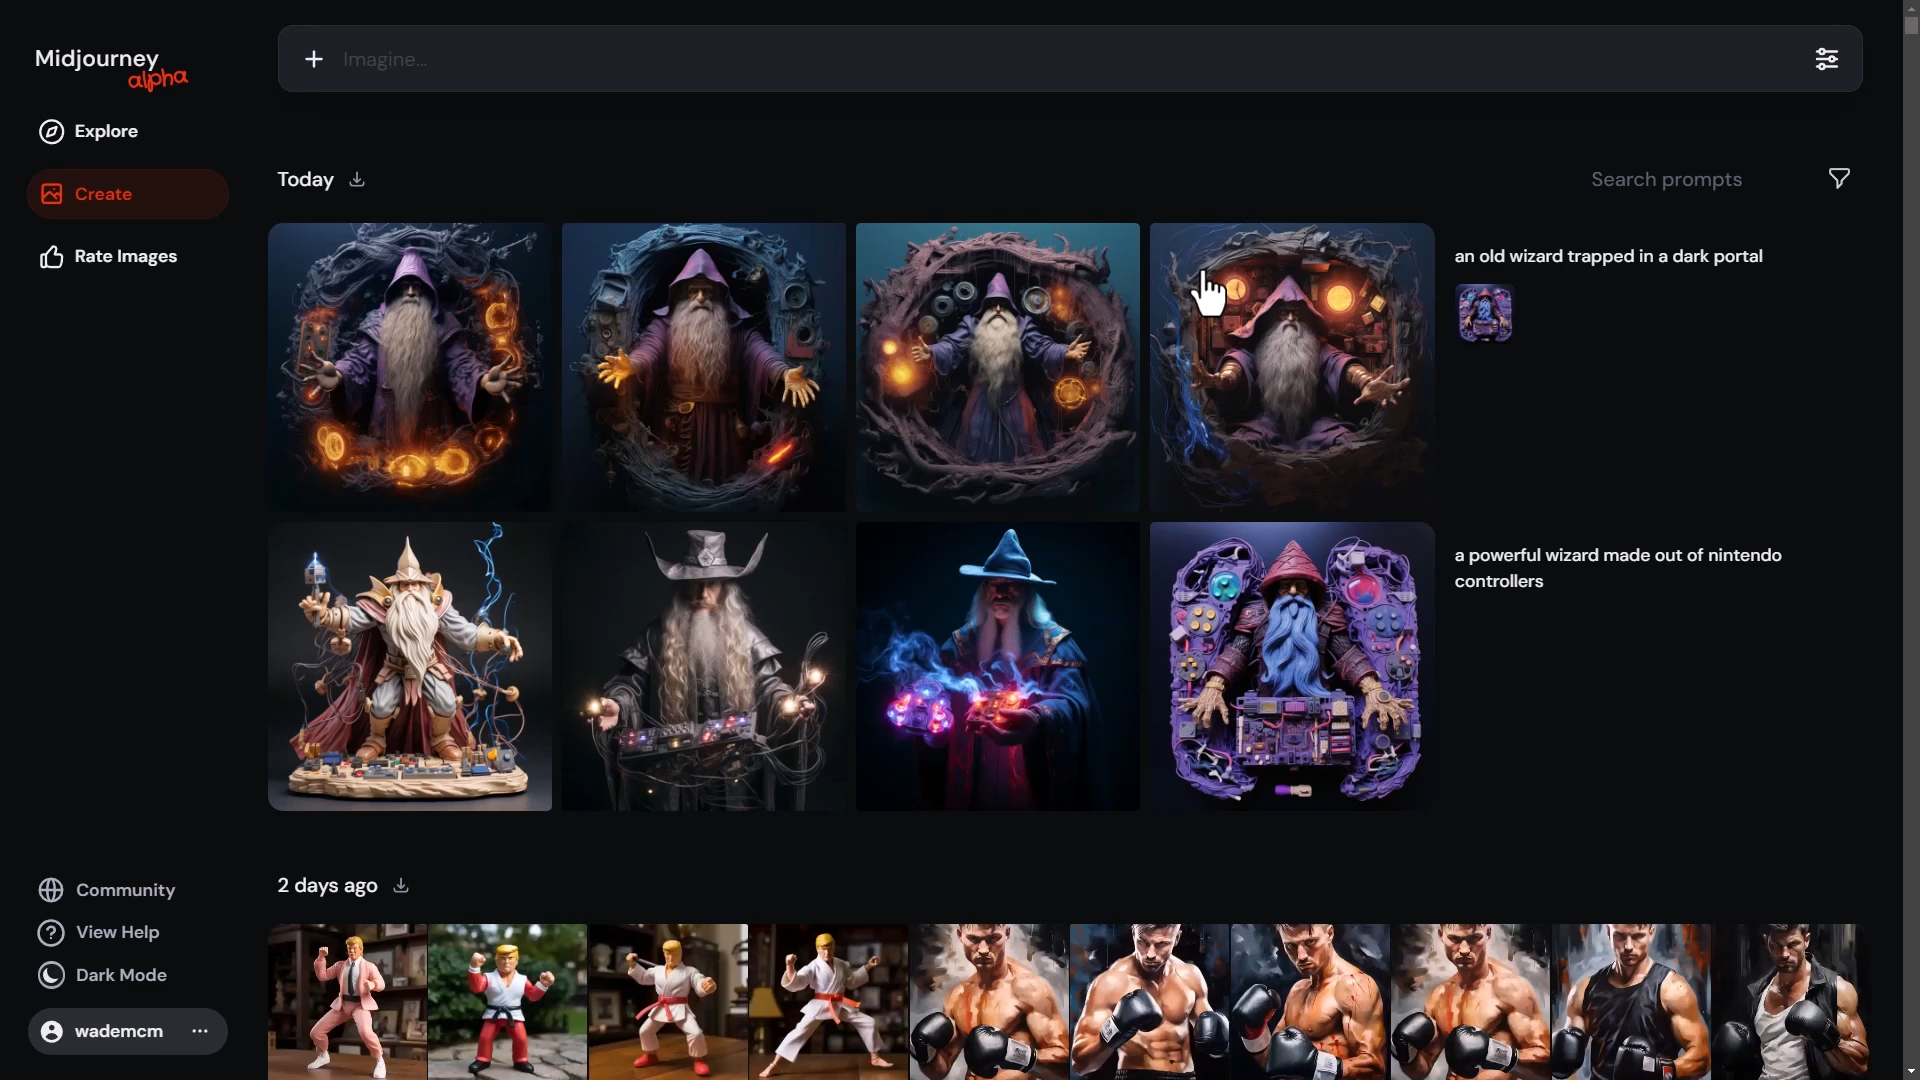 Midjourney
alpha
Imagine...
Explore
Create
Rate Images
Today
Search prompts
an old wizard trapped in a dark portal
a powerful wizard made out of nintendo
controllers
2 days ago
Community
View Help
Dark Mode
wademcm